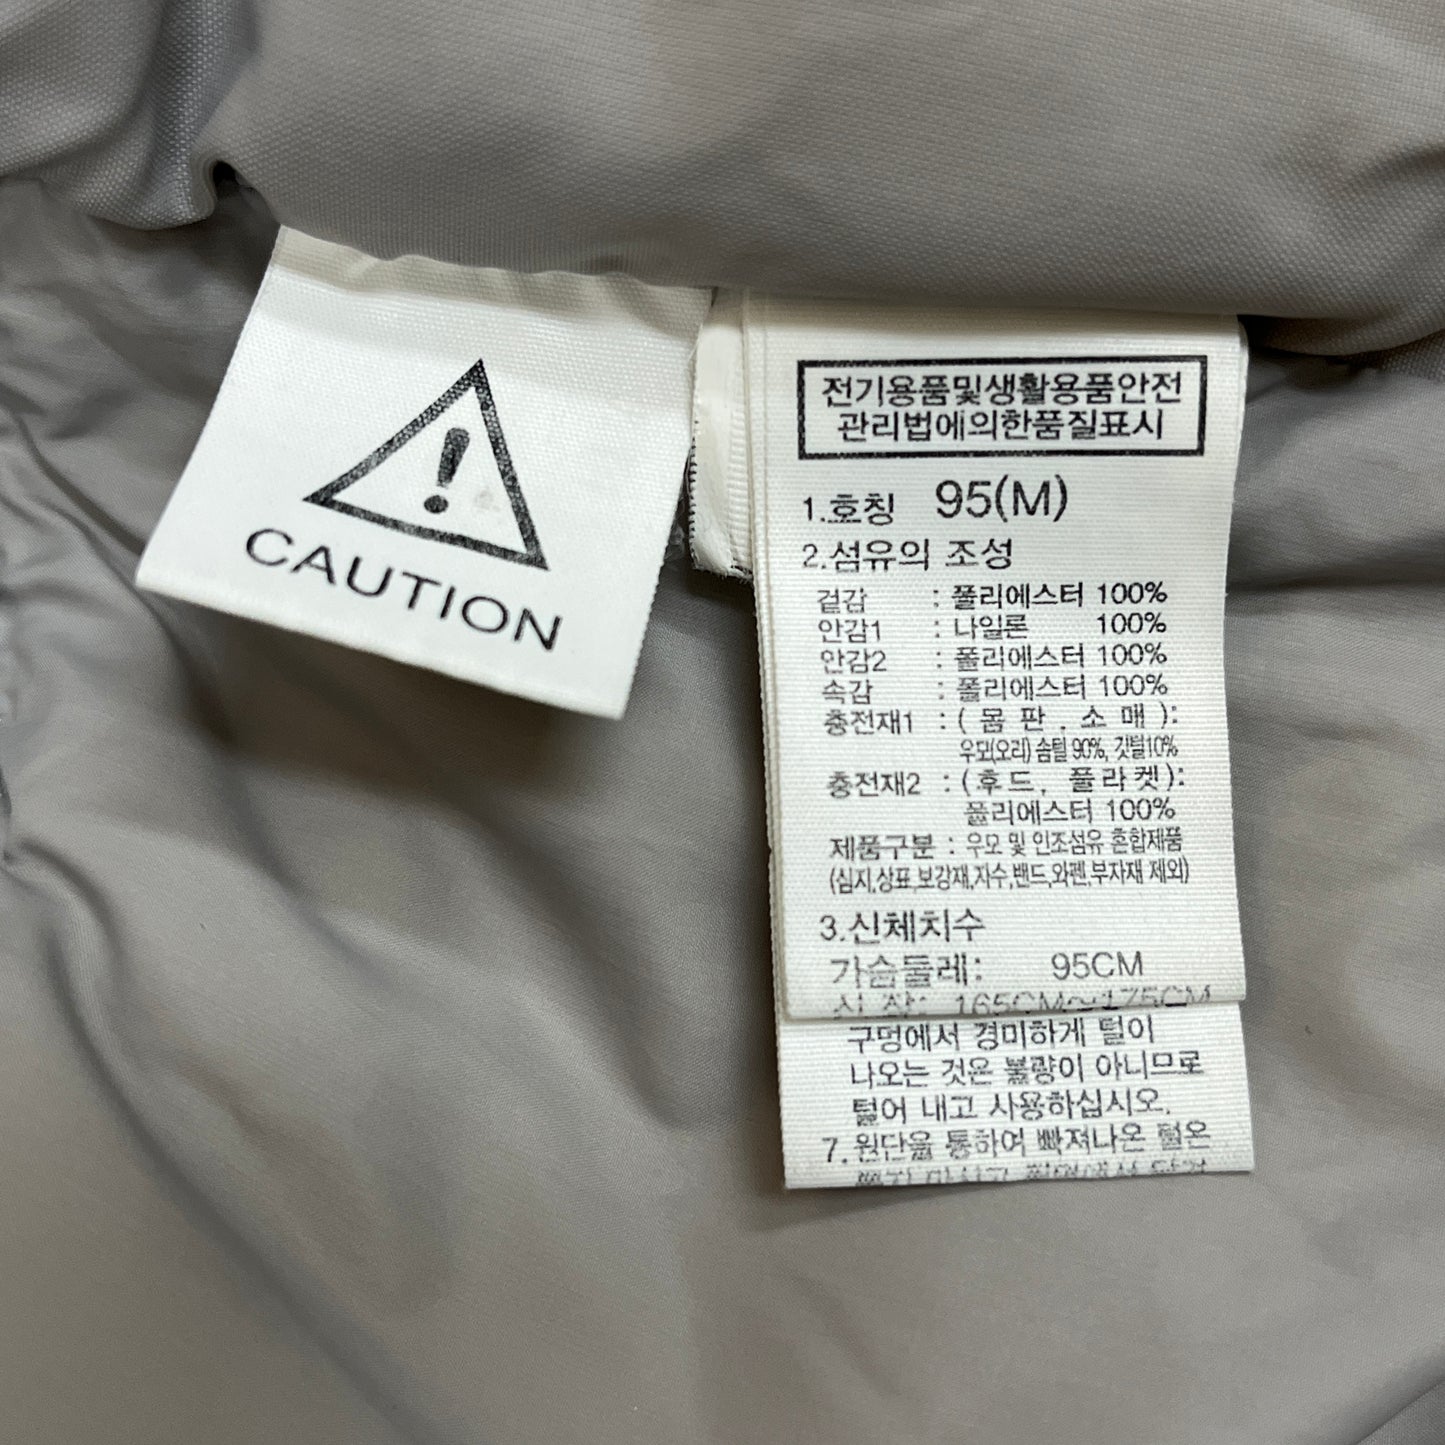 CAUTION
전기용품및생활용품안전
관리법에의한품질표시
1.호칭 95(M)
2.섬유의 조성
겉감 : 폴리에스터 100%
안감1 : 나일론 100%
안감2 : 폴리에스터 100%
속감 : 폴리에스터 100%
충전재1 : ( 몸 판 . 소 매 ):
우모(오리) 솜털 90%, 깃털10%
충전재2 : (후 드, 플 라 켓):
폴리에스터 100%
제품구분 : 우모 및 인조섬유 혼합제품
(심지,상표,보강재,자수,밴드,와펜,부자재 제외)
3.신체치수
가슴둘레: 95CM
신 장: 165CM~175CM
구멍에서 경미하게 털이
나오는 것은 불량이 아니므로
털어 내고 사용하십시오.
7.원단을 통하여 빠져나온 털은